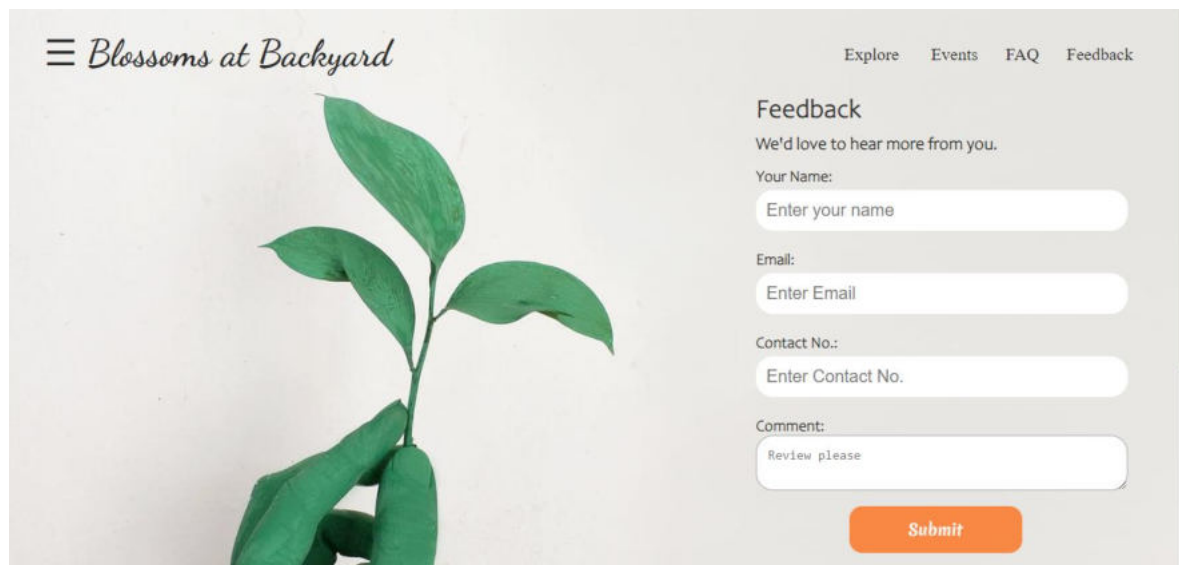 ☰ Blossoms at Backyard
Explore Events FAQ Feedback
Feedback
We'd love to hear more from you.
Your Name:
Enter your name
Email:
Enter Email
Contact No.:
Enter Contact No.
Comment:
Review please
Submit